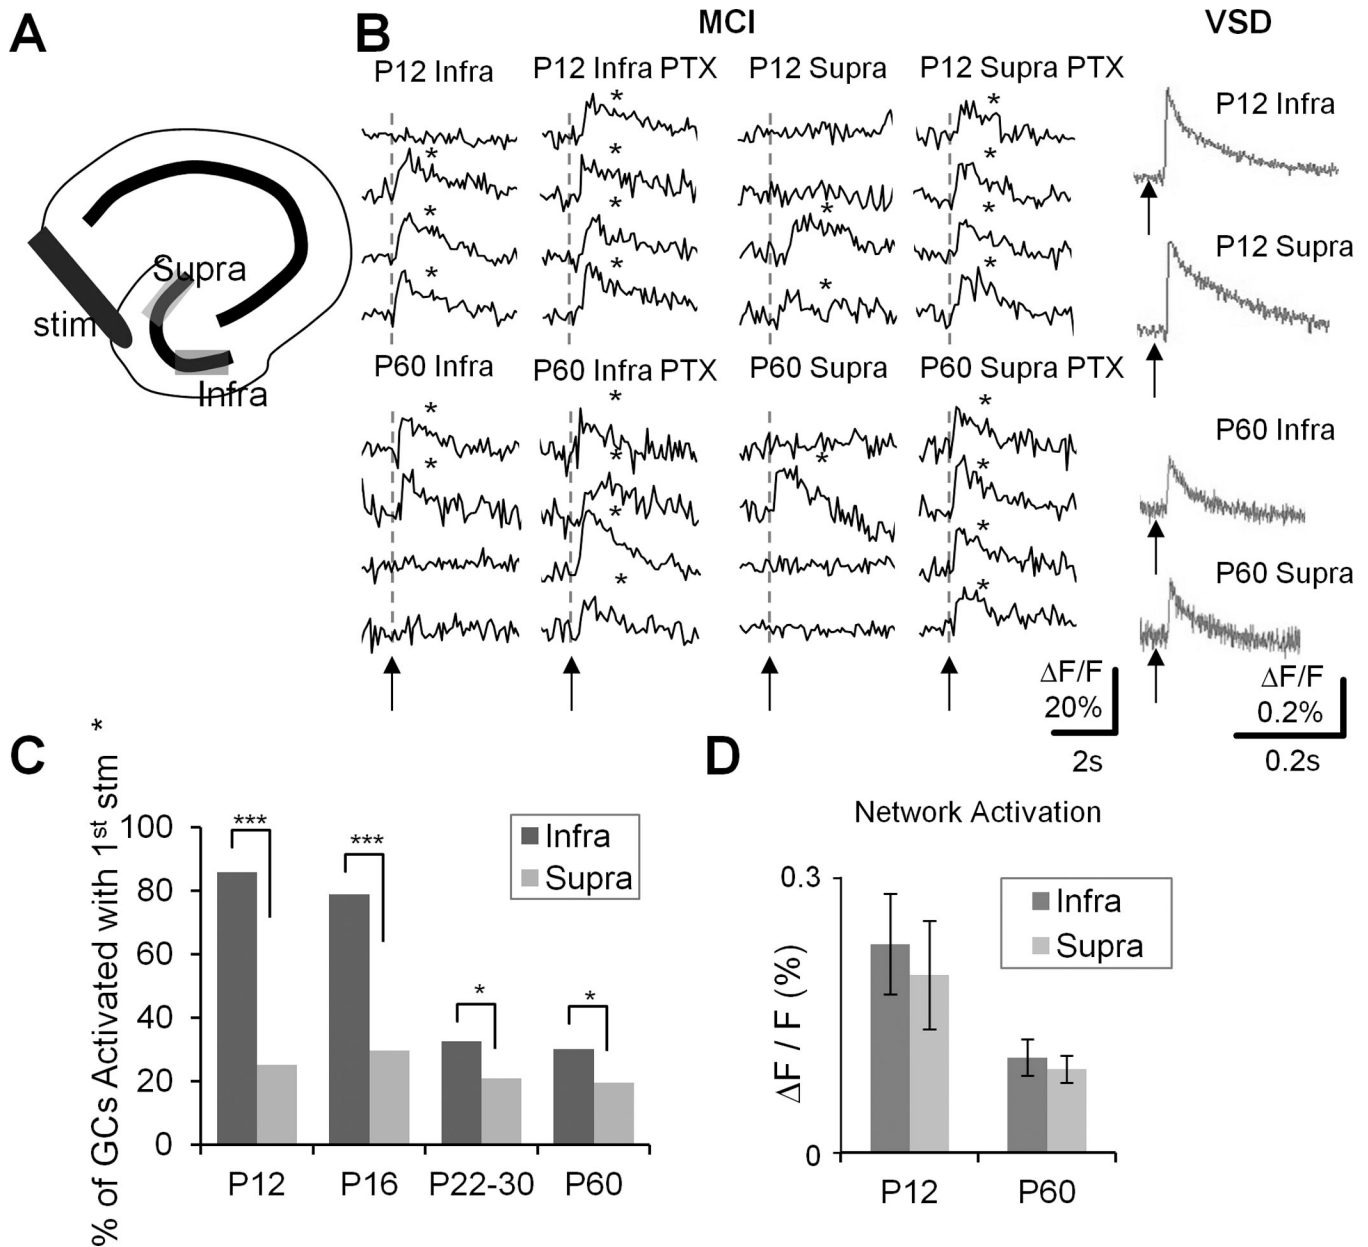 A
Supra
stim
Infra
B
MCI
VSD
P12 Infra
P12 Infra PTX
P12 Supra
P12 Supra PTX
*
*
*
*
*
*
*
*
*
*
*
*
*
P60 Infra
P60 Infra PTX
P60 Supra
P60 Supra PTX
*
*
*
*
*
*
*
*
*
*
*
P12 Infra
P12 Supra
P60 Infra
P60 Supra
ΔF/F
20%
2s
ΔF/F
0.2%
0.2s
C
% of GCs Activated with 1st stm *
100
80
60
40
20
0
***
***
*
*
Infra
Supra
P12
P16
P22-30
P60
D
Network Activation
ΔF / F (%)
0.3
0
Infra
Supra
P12
P60